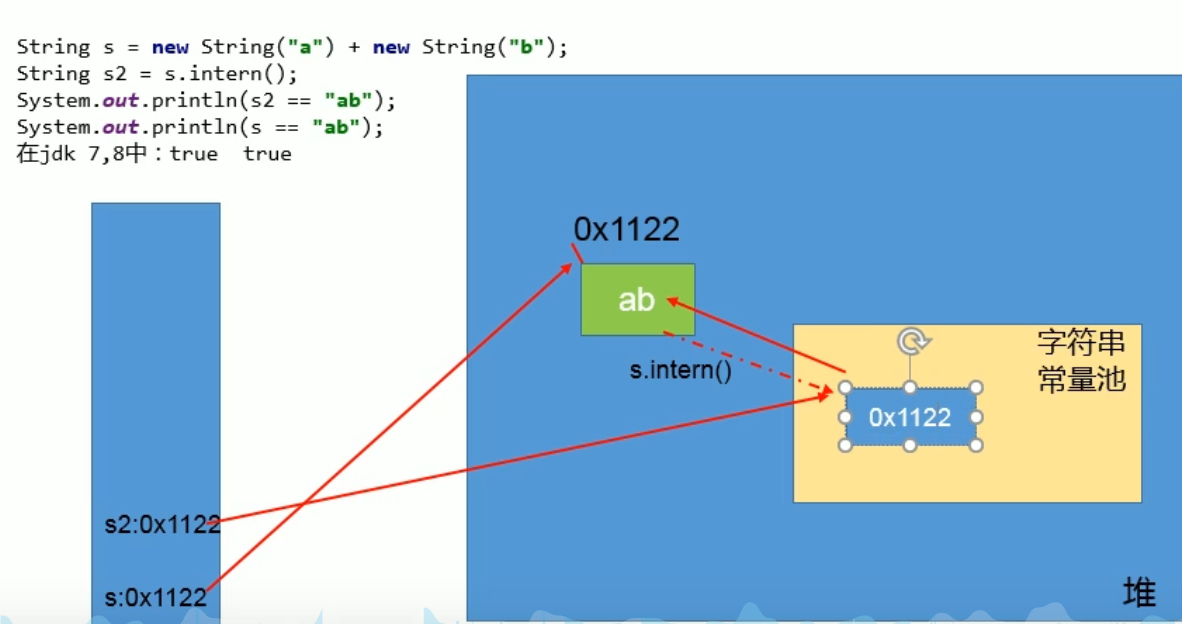 String s = new String("a") + new String("b");
String s2 = s.intern();
System.out.println(s2 == "ab");
System.out.println(s == "ab");
在jdk 7,8中：true  true
0x1122
ab
s.intern()
字符串
常量池
0x1122
s2:0x1122
s:0x1122
堆